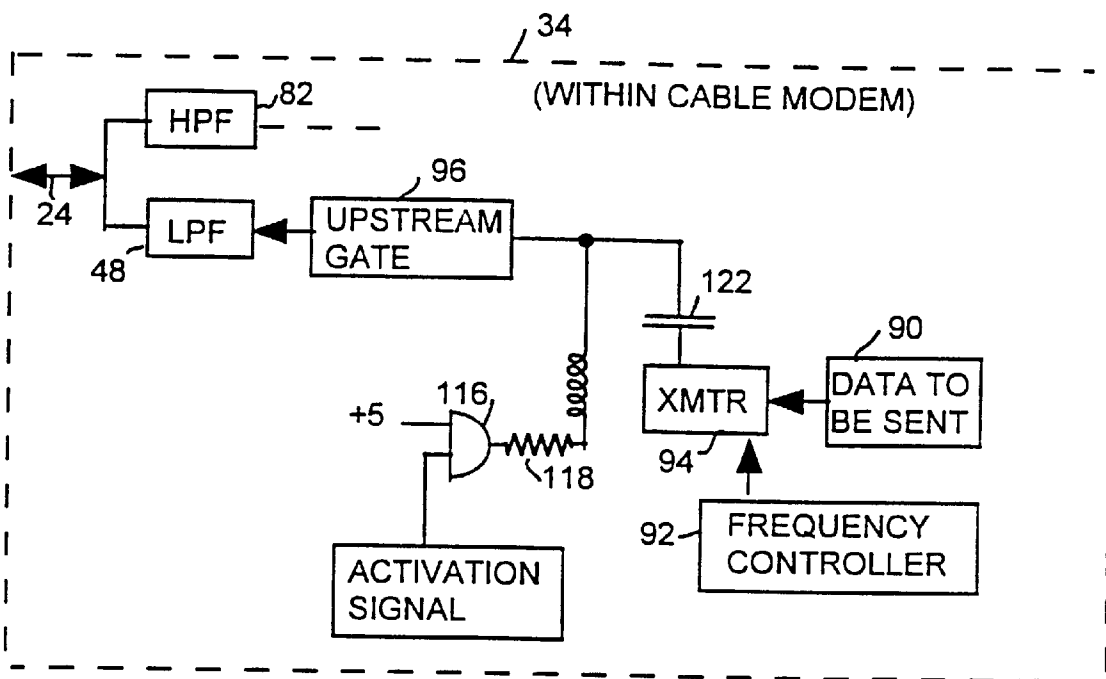 34
(WITHIN CABLE MODEM)
82
HPF
24
96
UPSTREAM
GATE
LPF
48
122
90
DATA TO
BE SENT
XMTR
94
+5
116
118
92
FREQUENCY
CONTROLLER
ACTIVATION
SIGNAL